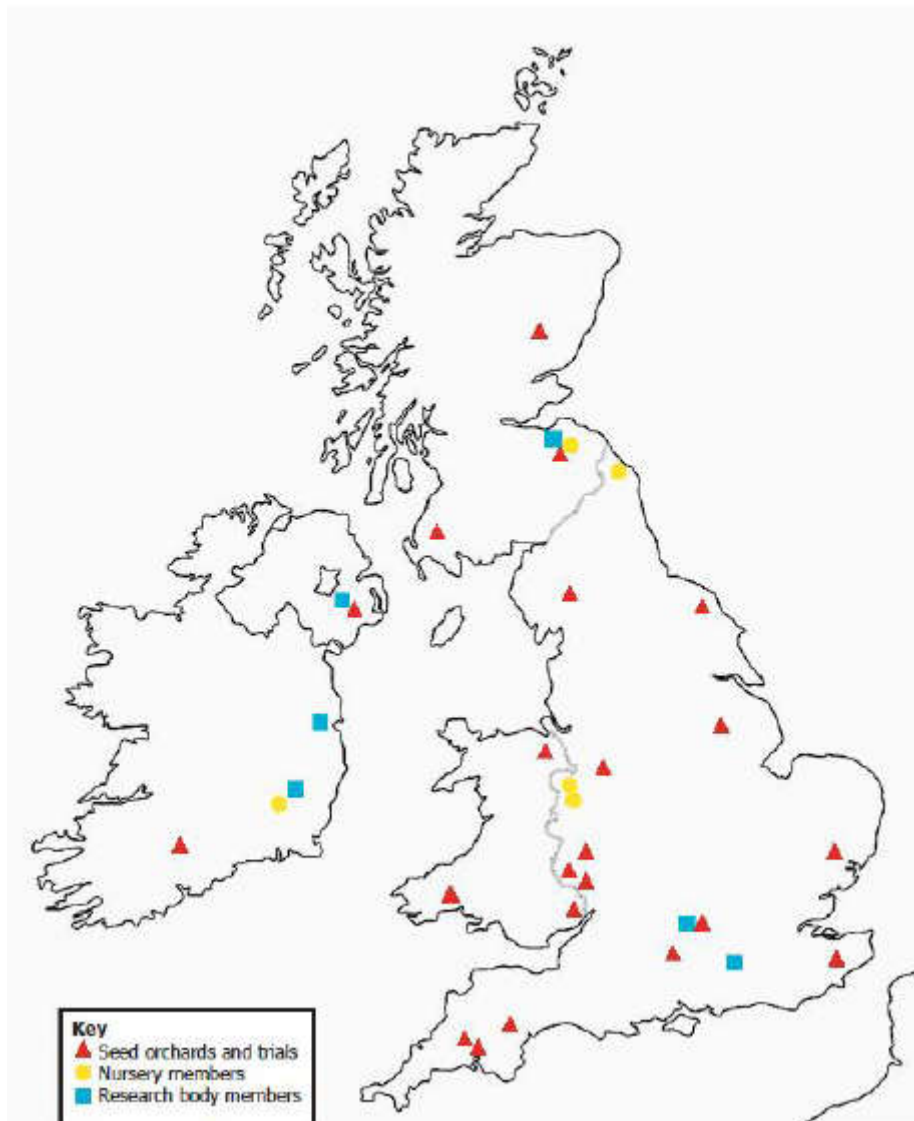 Key
Seed orchards and trials
Nursery members
Research body members